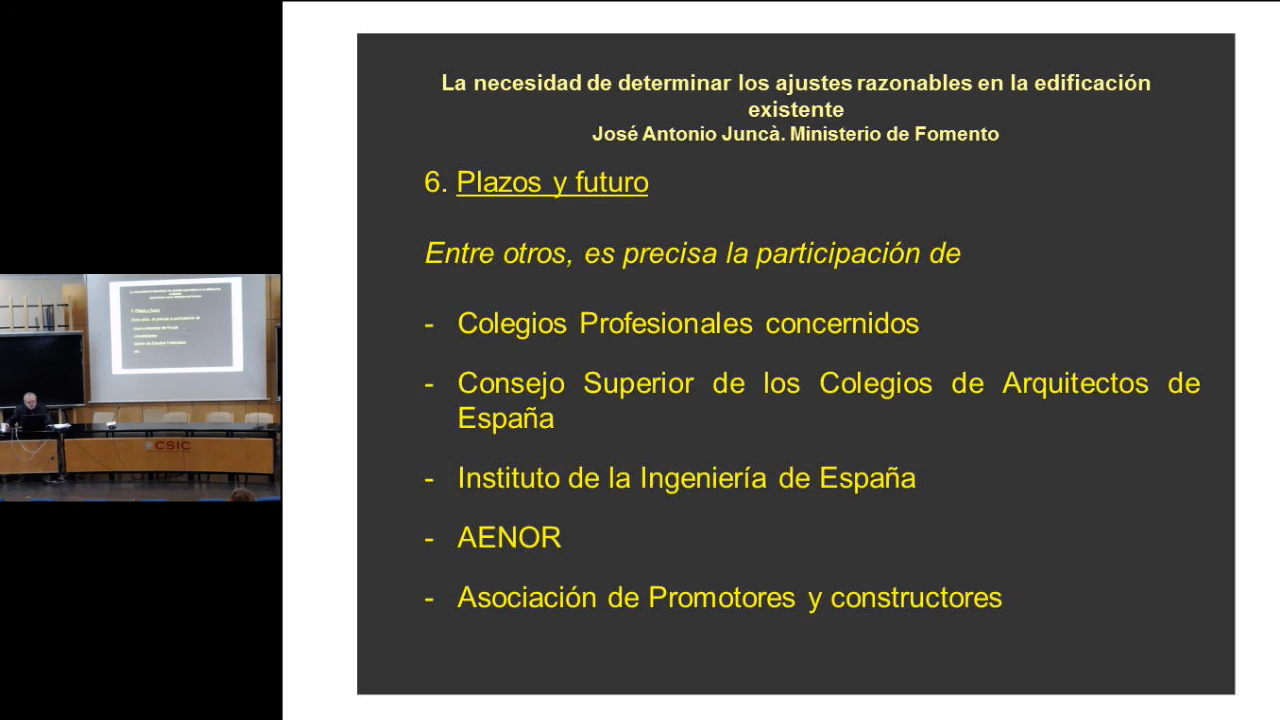 La necesidad de determinar los ajustes razonables en la edificación
existente
José Antonio Juncà. Ministerio de Fomento
6. Plazos y futuro
Entre otros, es precisa la participación de
- Colegios Profesionales concernidos
- Consejo Superior de los Colegios de Arquitectos de
España
- Instituto de la Ingeniería de España
- AENOR
- Asociación de Promotores y constructores
CSIC